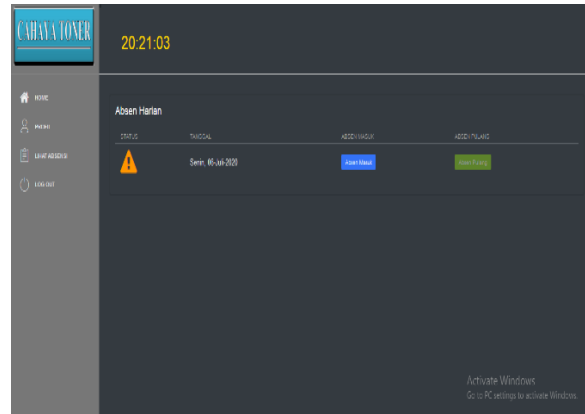 CAHAYA TONER
20:21:03
HOME
PROFIL
LIHAT ABSENSI
LOG OUT
Absen Harian
STATUS TANGGAL ABSEN MASUK ABSEN PULANG
Senin, 06-Juli-2020 Absen Masuk Absen Pulang
Activate Windows
Go to PC settings to activate Windows.